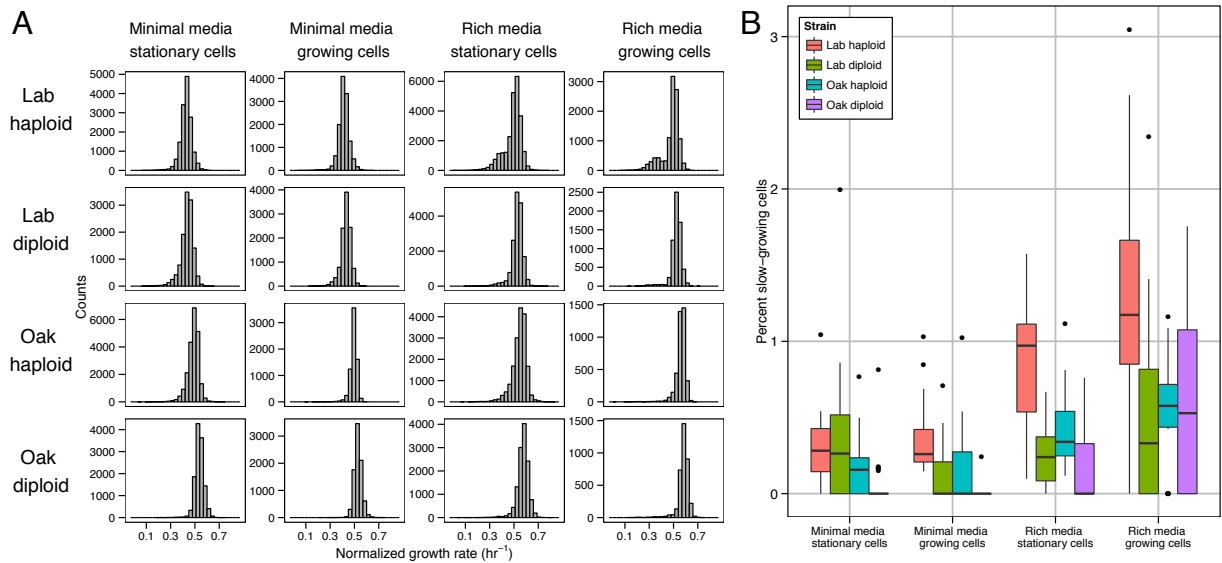 A
Minimal media
stationary cells
Minimal media
growing cells
Rich media
stationary cells
Rich media
growing cells
Lab
haploid
5000
4000
3000
2000
1000
0
4000
3000
2000
1000
0
6000
4000
2000
0
3000
2000
1000
0
Lab
diploid
3000
2000
1000
0
4000
3000
2000
1000
0
4000
2000
0
2500
2000
1500
1000
500
0
Counts
Oak
haploid
6000
4000
2000
0
3000
2000
1000
0
4000
3000
2000
1000
0
1500
1000
500
0
Oak
diploid
4000
3000
2000
1000
0
3000
2000
1000
0
4000
3000
2000
1000
0
1500
1000
500
0
0.1 0.3 0.5 0.7
0.1 0.3 0.5 0.7
0.1 0.3 0.5 0.7
0.1 0.3 0.5 0.7
Normalized growth rate (hr⁻¹)
B
Strain
Lab haploid
Lab diploid
Oak haploid
Oak diploid
Percent slow−growing cells
3
2
1
0
Minimal media
stationary cells
Minimal media
growing cells
Rich media
stationary cells
Rich media
growing cells